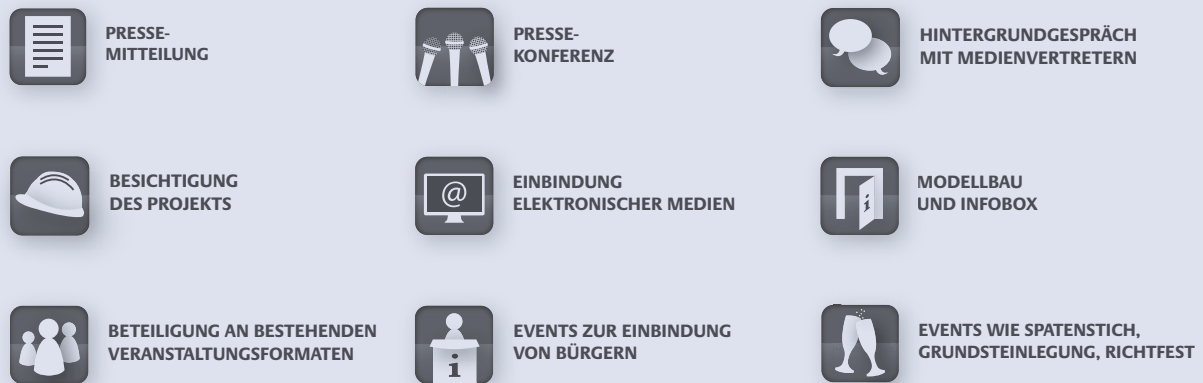 PRESSE-
MITTEILUNG
PRESSE-
KONFERENZ
HINTERGRUNDGESPRÄCH
MIT MEDIENVERTRETERN
BESICHTIGUNG
DES PROJEKTS
@
EINBINDUNG
ELEKTRONISCHER MEDIEN
i
MODELLBAU
UND INFOBOX
BETEILIGUNG AN BESTEHENDEN
VERANSTALTUNGSFORMATEN
i
EVENTS ZUR EINBINDUNG
VON BÜRGERN
EVENTS WIE SPATENSTICH,
GRUNDSTEINLEGUNG, RICHTFEST